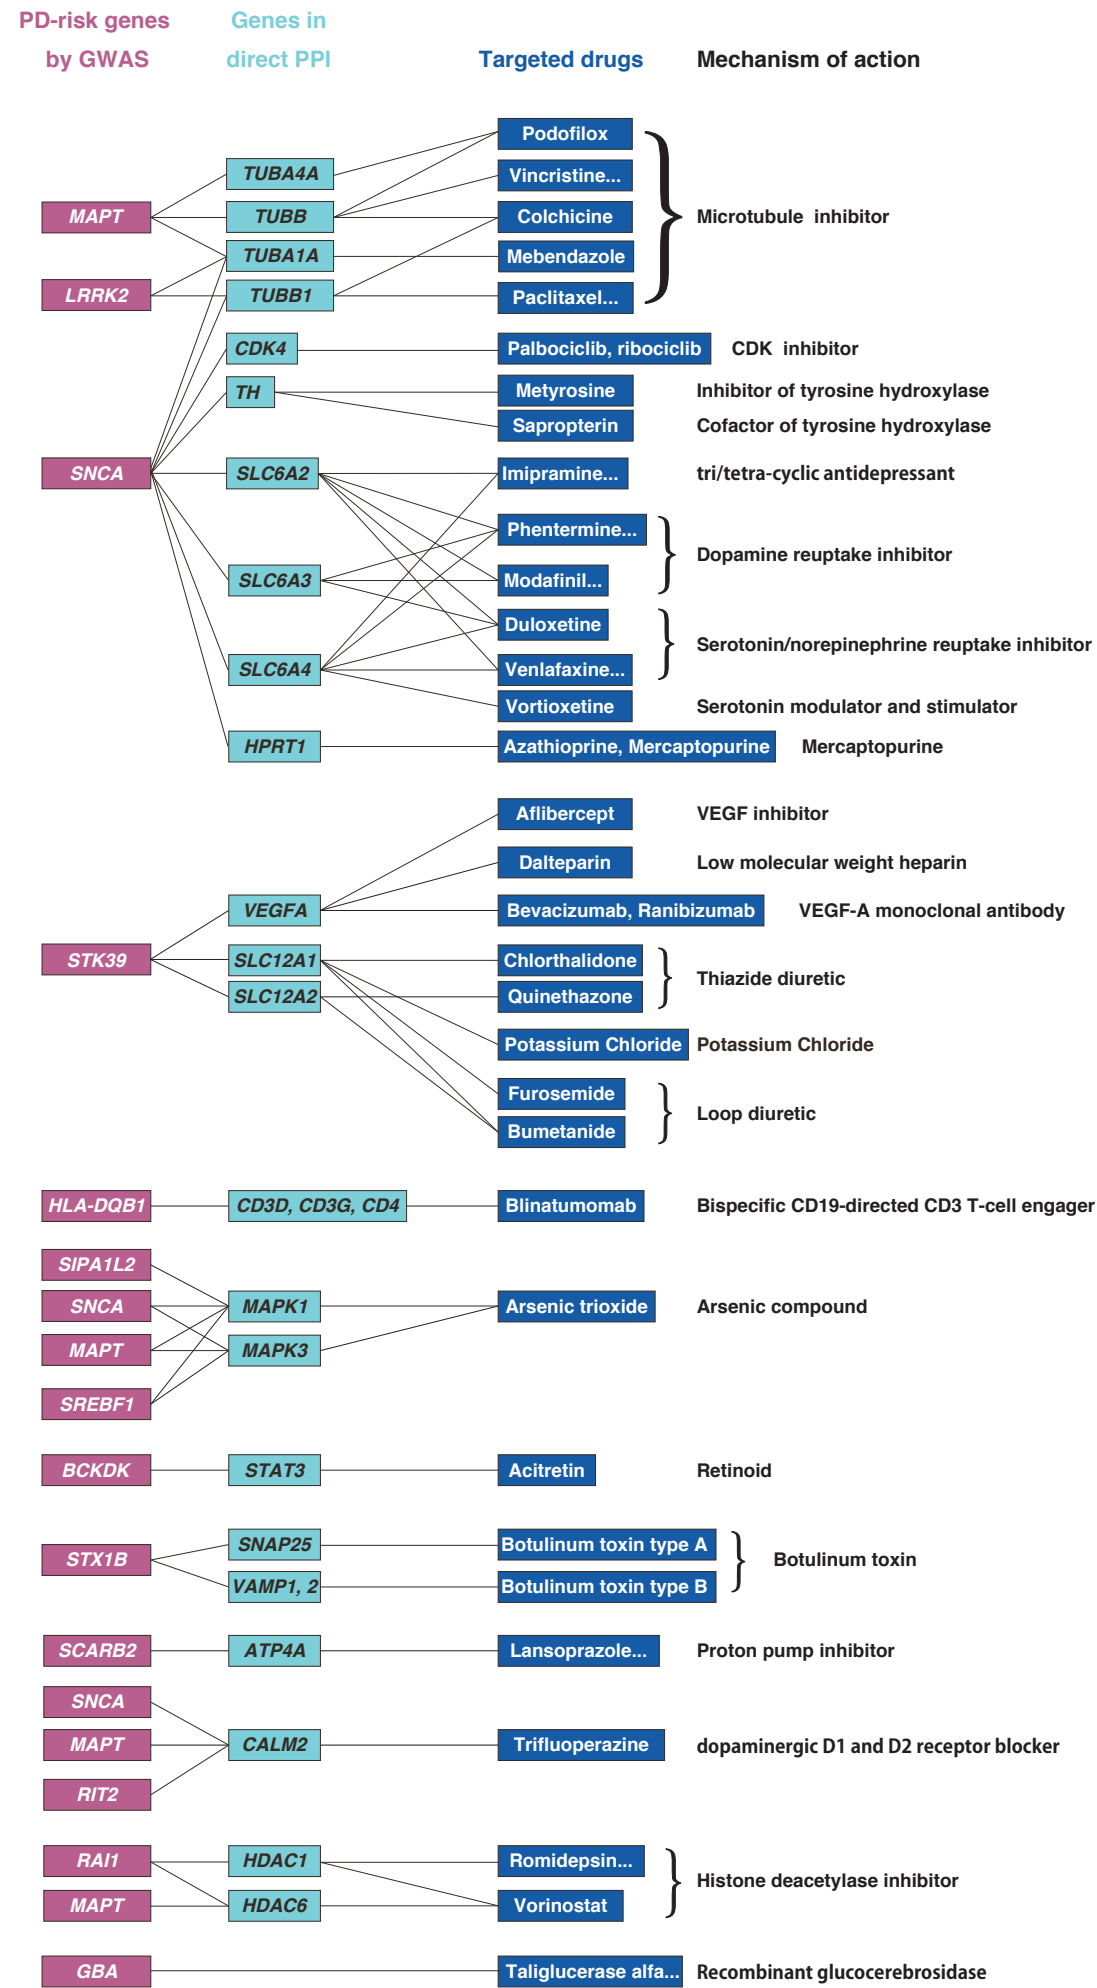 PD-risk genes by GWAS
Genes in direct PPI
Targeted drugs
Mechanism of action
Podofilox
TUBA4A
Vincristine...
MAPT
TUBB
Colchicine
Microtubule inhibitor
TUBA1A
Mebendazole
LRRK2
TUBB1
Paclitaxel...
CDK4
Palbociclib, ribociclib
CDK inhibitor
TH
Metyrosine
Inhibitor of tyrosine hydroxylase
Sapropterin
Cofactor of tyrosine hydroxylase
SNCA
SLC6A2
Imipramine...
tri/tetra-cyclic antidepressant
Phentermine...
Dopamine reuptake inhibitor
SLC6A3
Modafinil...
Duloxetine
Serotonin/norepinephrine reuptake inhibitor
SLC6A4
Venlafaxine...
Vortioxetine
Serotonin modulator and stimulator
HPRT1
Azathioprine, Mercaptopurine
Mercaptopurine
Aflibercept
VEGF inhibitor
Dalteparin
Low molecular weight heparin
VEGFA
Bevacizumab, Ranibizumab
VEGF-A monoclonal antibody
STK39
SLC12A1
Chlorthalidone
Thiazide diuretic
SLC12A2
Quinethazone
Potassium Chloride
Potassium Chloride
Furosemide
Loop diuretic
Bumetanide
HLA-DQB1
CD3D, CD3G, CD4
Blinatumomab
Bispecific CD19-directed CD3 T-cell engager
SIPA1L2
SNCA
MAPK1
Arsenic trioxide
Arsenic compound
MAPT
MAPK3
SREBF1
BCKDK
STAT3
Acitretin
Retinoid
STX1B
SNAP25
Botulinum toxin type A
Botulinum toxin
VAMP1, 2
Botulinum toxin type B
SCARB2
ATP4A
Lansoprazole...
Proton pump inhibitor
SNCA
MAPT
CALM2
Trifluoperazine
dopaminergic D1 and D2 receptor blocker
RIT2
RAI1
HDAC1
Romidepsin...
Histone deacetylase inhibitor
MAPT
HDAC6
Vorinostat
GBA
Taliglucerase alfa...
Recombinant glucocerebrosidase